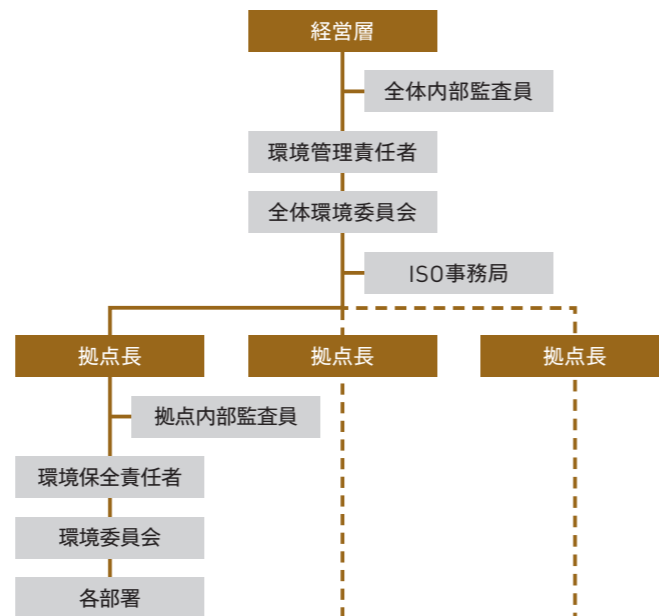 経営層
全体内部監査員
環境管理責任者
全体環境委員会
ISO事務局
拠点長
拠点長
拠点長
拠点内部監査員
環境保全責任者
環境委員会
各部署